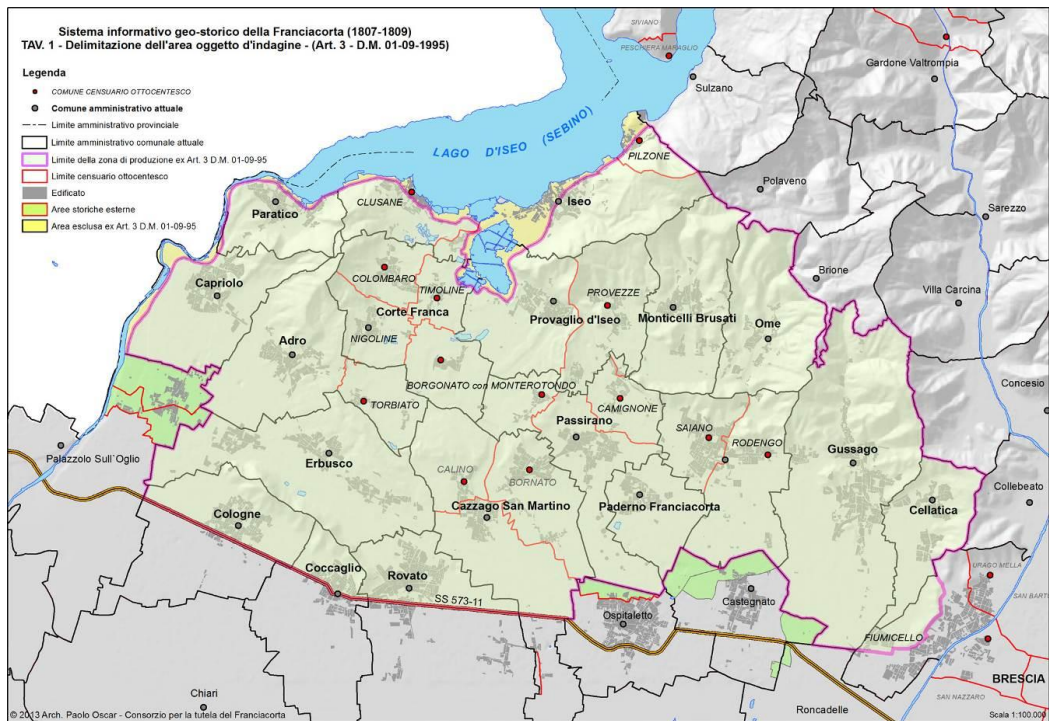 Sistema informativo geo-storico della Franciacorta (1807-1809)
TAV. 1 - Delimitazione dell'area oggetto d'indagine - (Art. 3 - D.M. 01-09-1995)
Legenda
COMUNE CENSUARIO OTTOCENTESCO
Comune amministrativo attuale
Limite amministrativo provinciale
Limite amministrativo comunale attuale
Limite della zona di produzione ex Art. 3 D.M. 01-09-95
Limite censuario ottocentesco
Edificato
Aree storiche esterne
Area esclusa ex Art. 3 D.M. 01-09-95
SIVIANO
PESCHIERA MARAGLIO
Sulzano
Gardone Valtrompia
LAGO D'ISEO (SEBINO)
PILZONE
Polaveno
Sarezzo
CLUSANE
Iseo
Paratico
Brione
Villa Carcina
Capriolo
COLOMBARO
TIMOLINE
Corte Franca
PROVEZZE
Provaglio d'Iseo
Monticelli Brusati
Ome
Adro
NIGOLINE
Concesio
BORGONATO con MONTEROTONDO
TORBIATO
CAMIGNONE
Passirano
SAIANO
RODENGO
Gussago
Palazzolo Sull`Oglio
Erbusco
CALINO
BORNATO
Collebeato
Cologne
Cazzago San Martino
Paderno Franciacorta
Cellatica
Coccaglio
Rovato
SS 573-11
URAGO MELLA
Ospitaletto
Castegnato
SAN BARTO
FIUMICELLO
BRESCIA
Chiari
SAN NAZZARO
Roncadelle
© 2013 Arch. Paolo Oscar - Consorzio per la tutela del Franciacorta
Scala 1:100.000